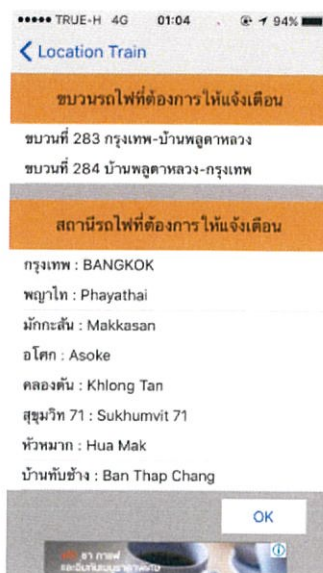 TRUE-H 4G 01:04 94%
Location Train
ขบวนรถไฟที่ต้องการให้แจ้งเตือน
ขบวนที่ 283 กรุงเทพ-บ้านพลูตาหลวง
ขบวนที่ 284 บ้านพลูตาหลวง-กรุงเทพ
สถานีรถไฟที่ต้องการให้แจ้งเตือน
กรุงเทพ : BANGKOK
พญาไท : Phayathai
มักกะสัน : Makkasan
อโศก : Asoke
คลองตัน : Khlong Tan
สุขุมวิท 71 : Sukhumvit 71
หัวหมาก : Hua Mak
บ้านทับช้าง : Ban Thap Chang
OK
ชา กาแฟ